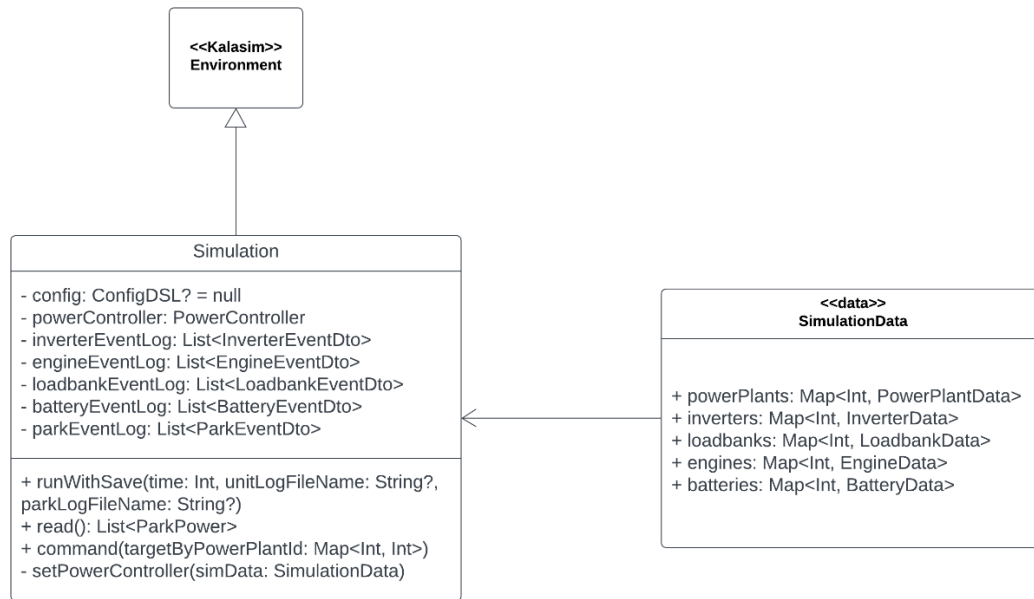 <<Kalasim>>
Environment
Simulation
- config: ConfigDSL? = null
- powerController: PowerController
- inverterEventLog: List<InverterEventDto>
- engineEventLog: List<EngineEventDto>
- loadbankEventLog: List<LoadbankEventDto>
- batteryEventLog: List<BatteryEventDto>
- parkEventLog: List<ParkEventDto>
+ runWithSave(time: Int, unitLogFileName: String?,
parkLogFileName: String?)
+ read(): List<ParkPower>
+ command(targetByPowerPlantId: Map<Int, Int>)
- setPowerController(simData: SimulationData)
<<data>>
SimulationData
+ powerPlants: Map<Int, PowerPlantData>
+ inverters: Map<Int, InverterData>
+ loadbanks: Map<Int, LoadbankData>
+ engines: Map<Int, EngineData>
+ batteries: Map<Int, BatteryData>